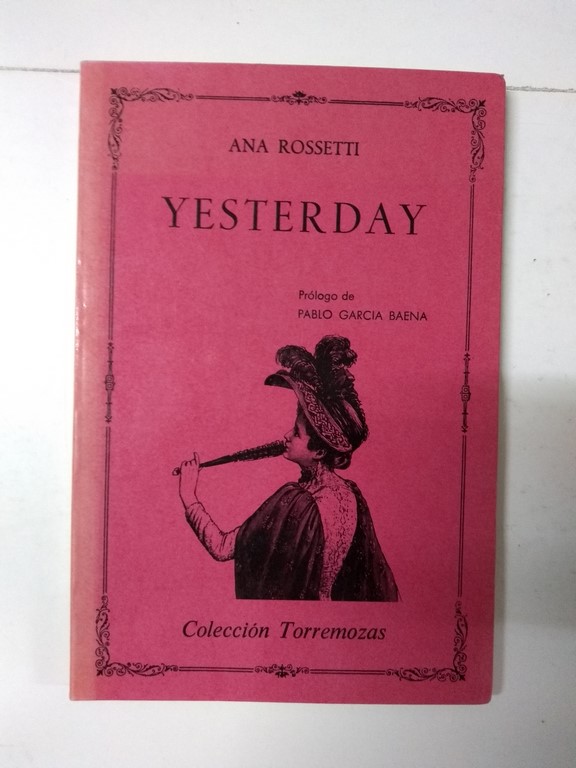 ANA ROSSETTI
YESTERDAY
Prólogo de
PABLO GARCIA BAENA
Colección Torremozas